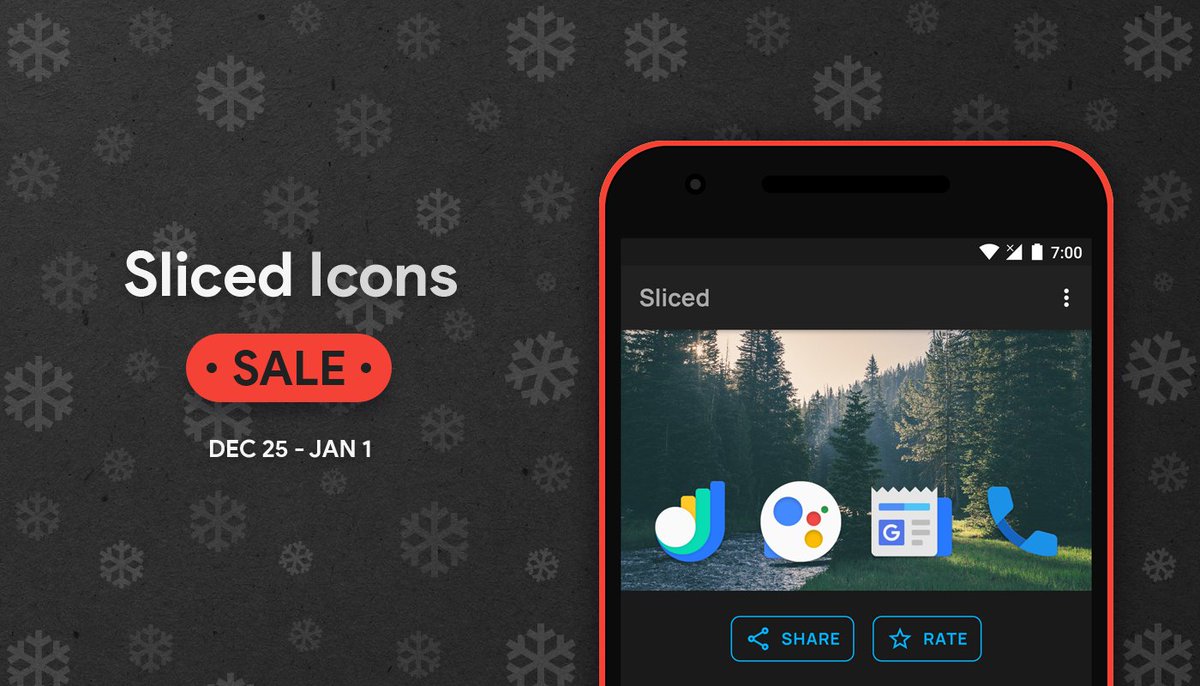 Sliced Icons
• SALE •
DEC 25 - JAN 1
7:00
Sliced
G
SHARE
RATE